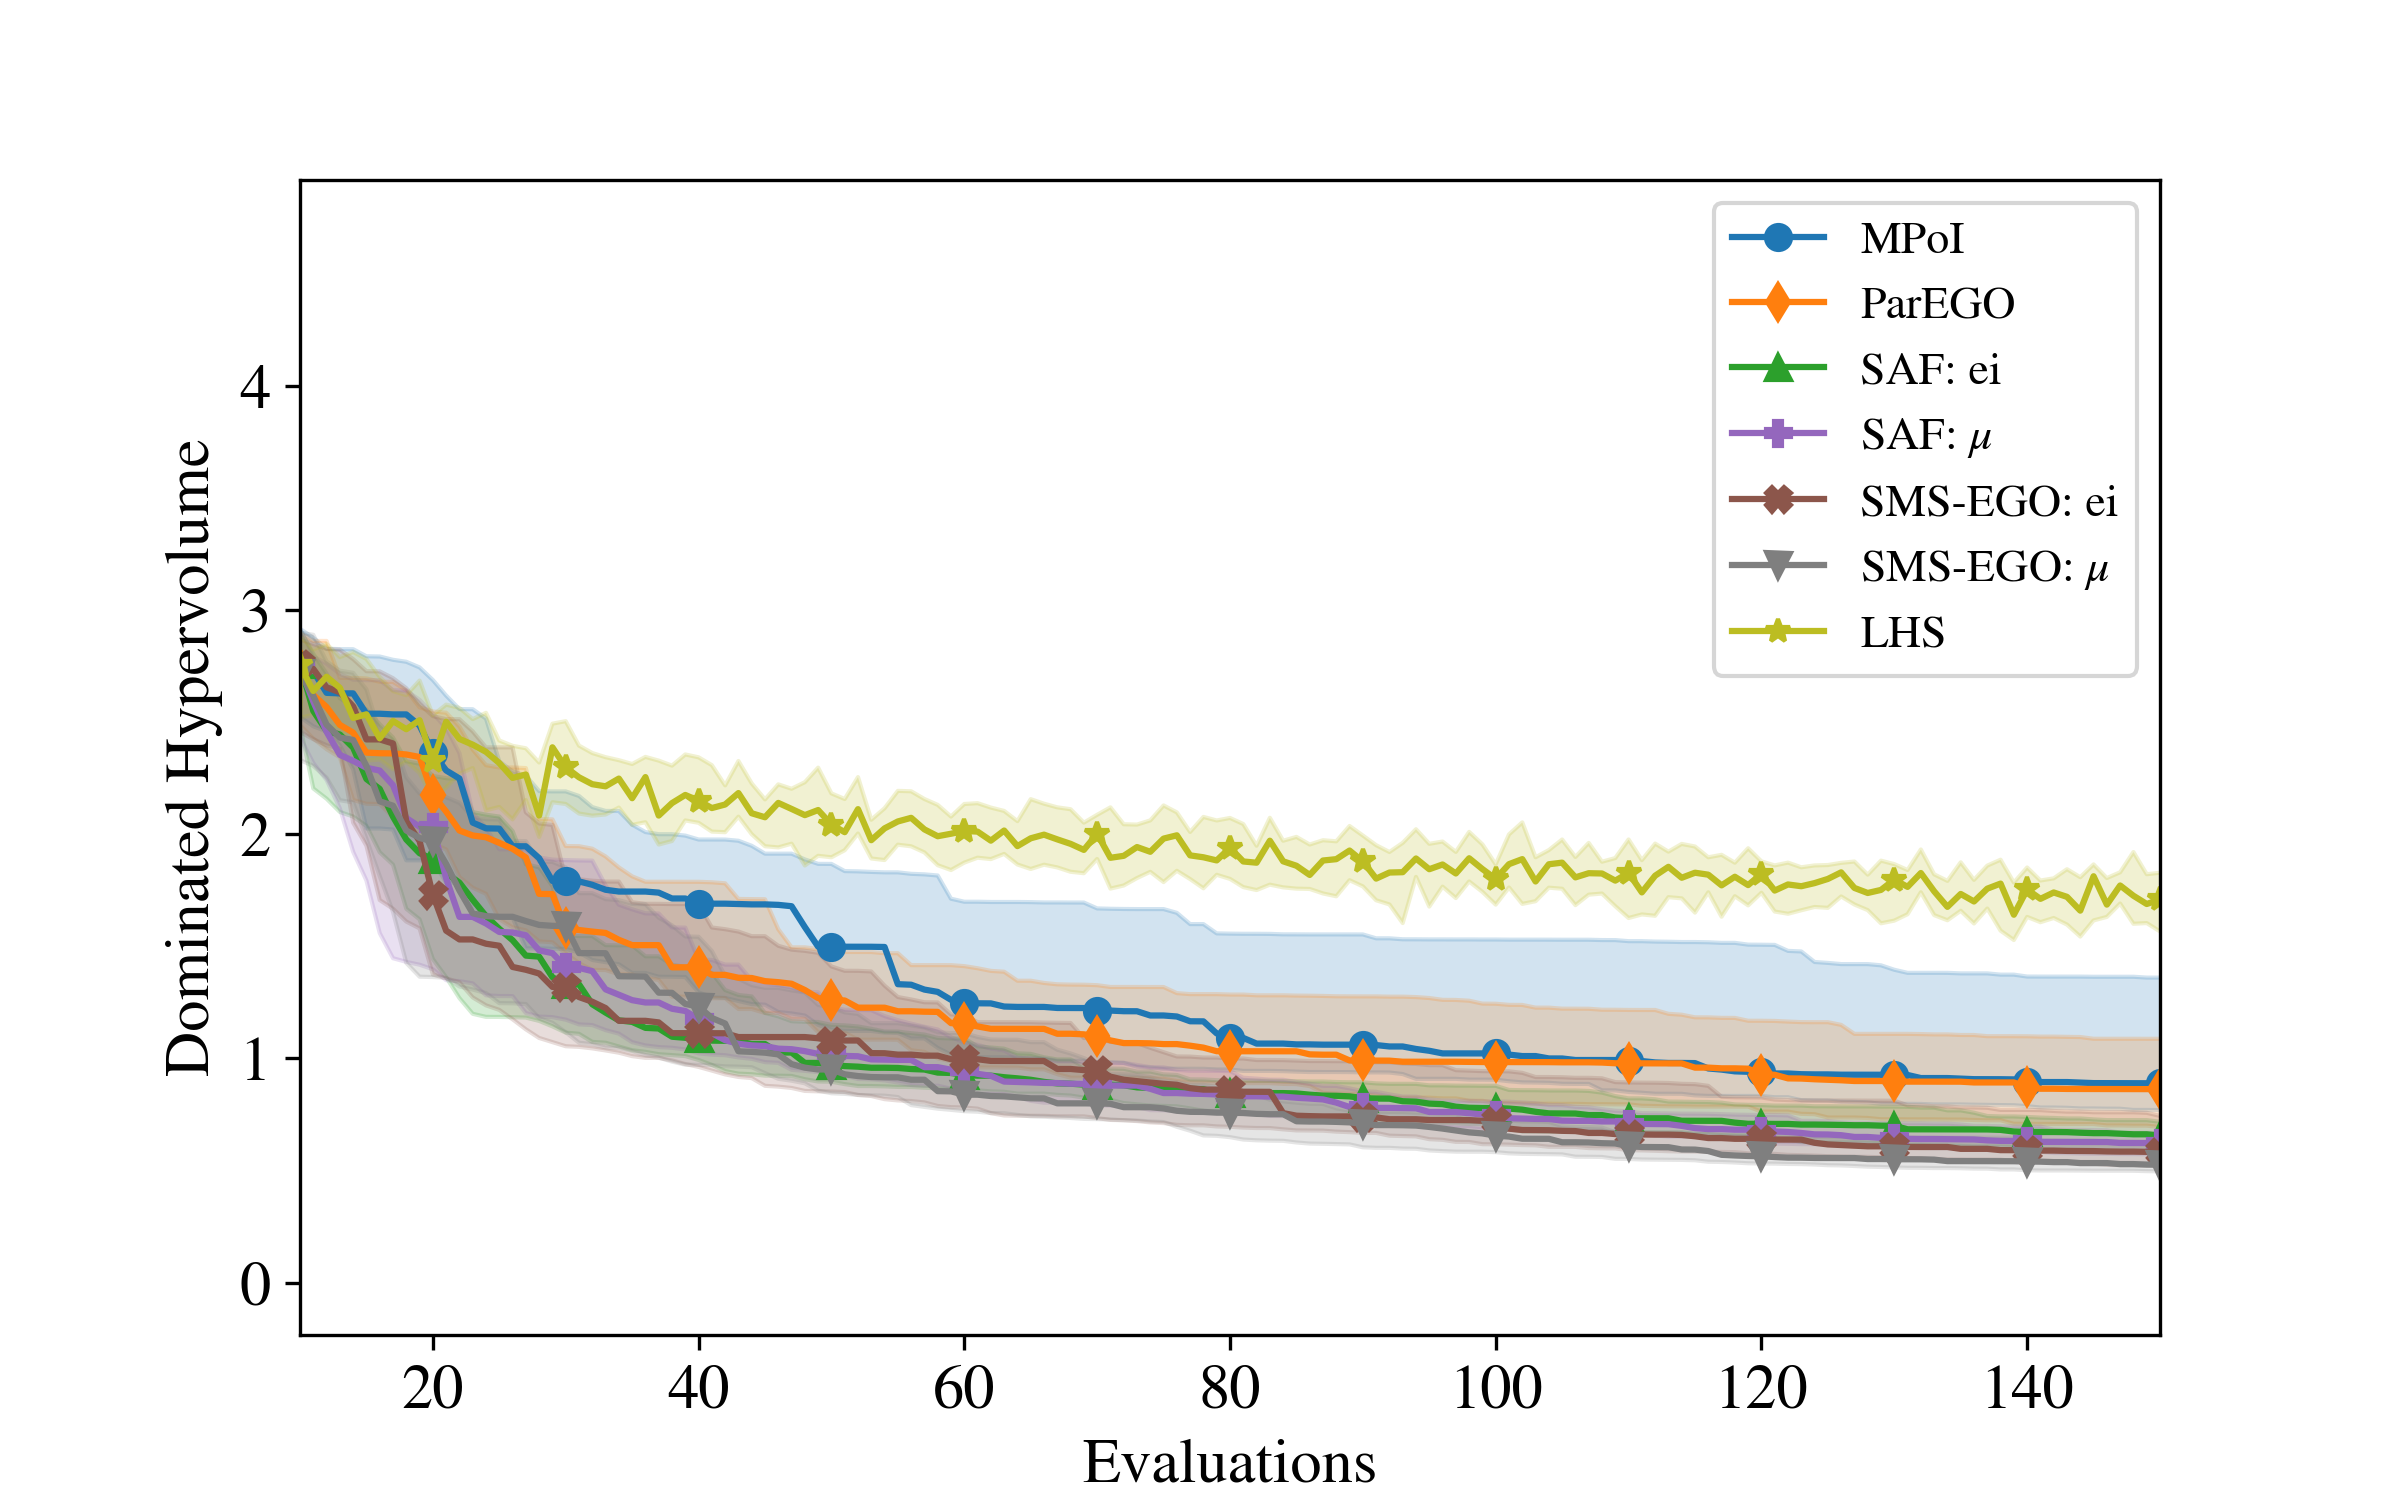 MPoI
ParEGO
SAF: ei
SAF: μ
SMS-EGO: ei
SMS-EGO: μ
LHS
Dominated Hypervolume
4
3
2
1
0
20 40 60 80 100 120 140
Evaluations